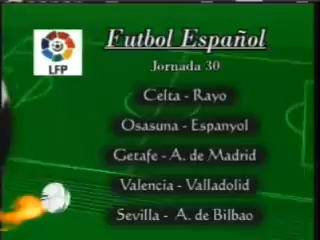 Futbol Español
LFP
Jornada 30
Celta - Rayo
Osasuna - Espanyol
Getafe - A. de Madrid
Valencia - Valladolid
Sevilla - A. de Bilbao